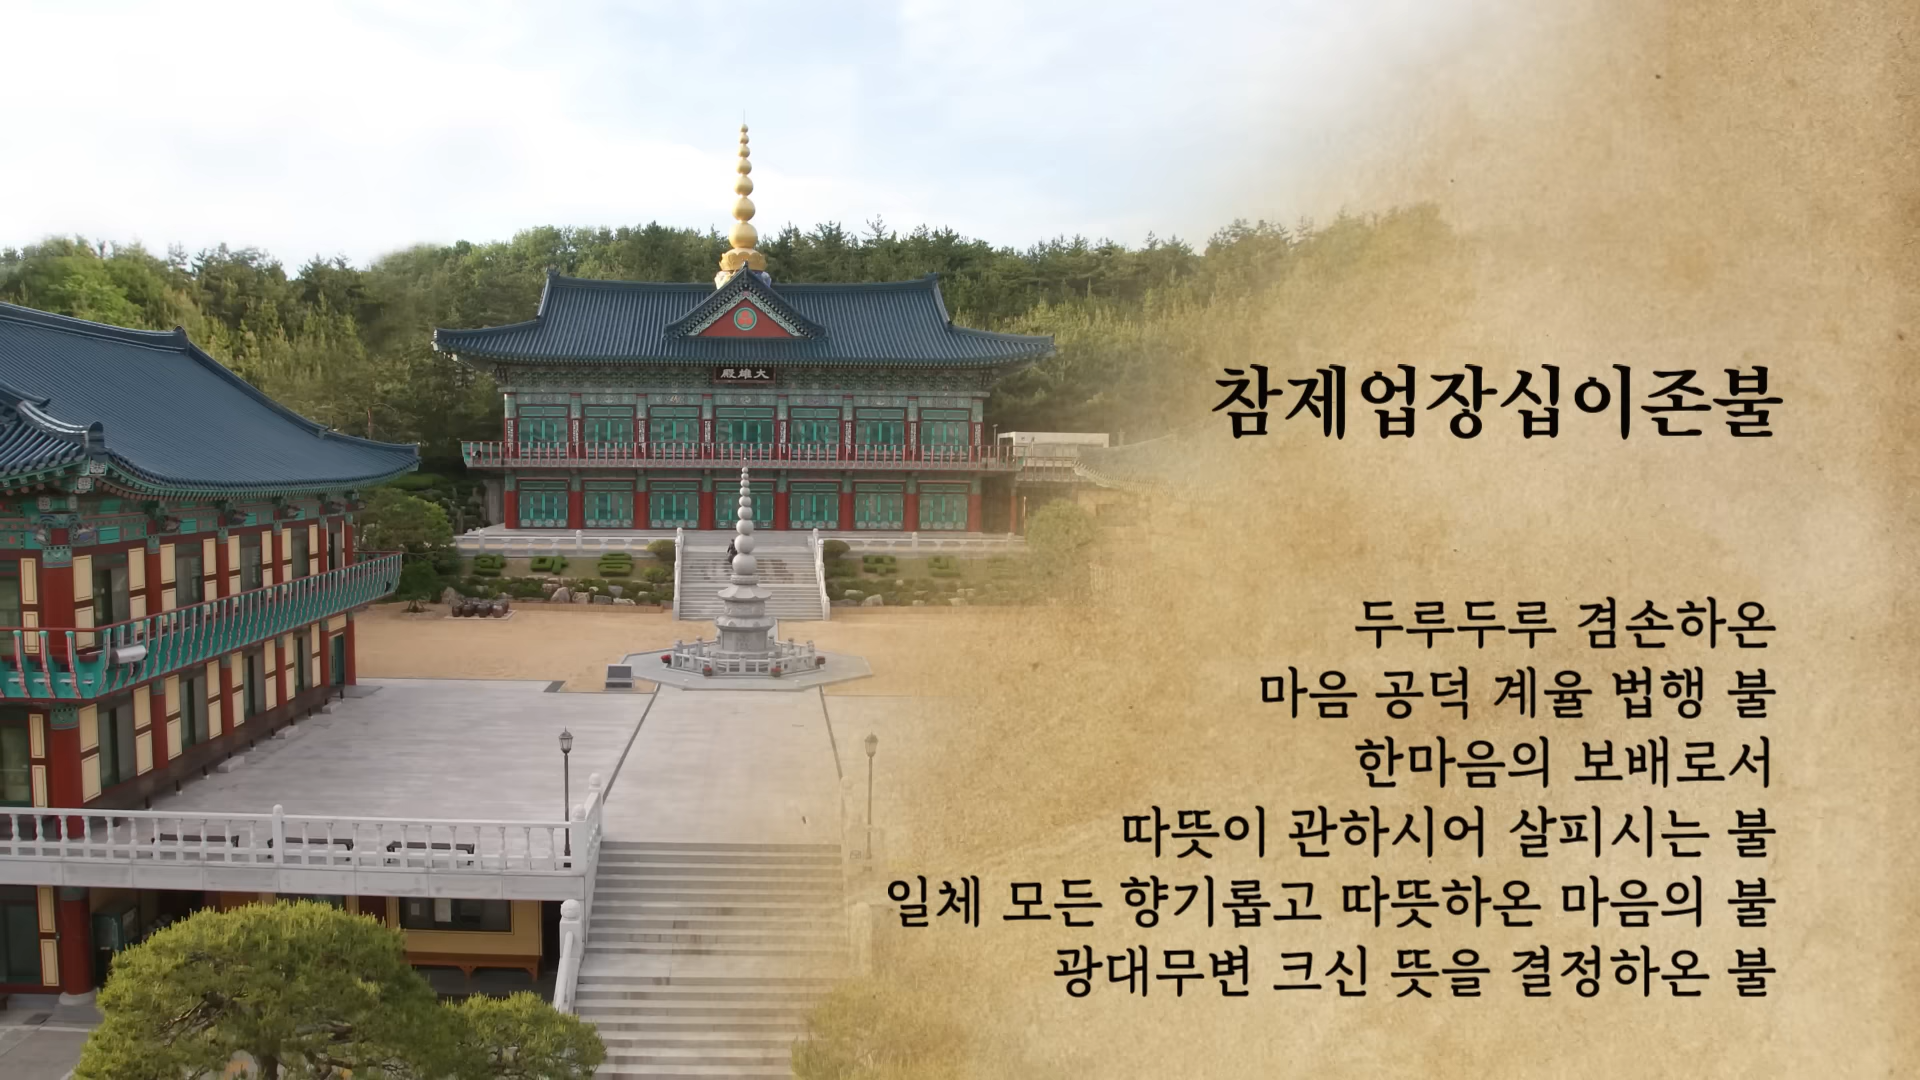 大雄殿
참제업장십이존불
두루두루 겸손하온
마음 공덕 계율 법행 불
한마음의 보배로서
따뜻이 관하시어 살피시는 불
일체 모든 향기롭고 따뜻하온 마음의 불
광대무변 크신 뜻을 결정하온 불
한마음